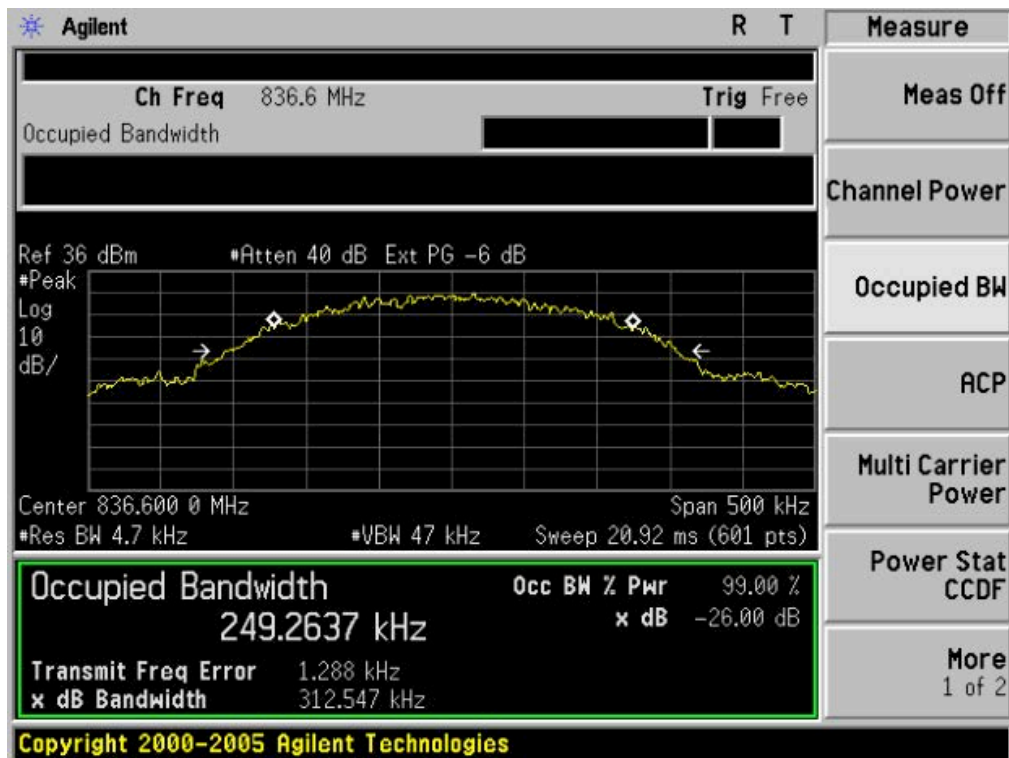 Agilent R T
Ch Freq 836.6 MHz Trig Free
Occupied Bandwidth
Ref 36 dBm #Atten 40 dB Ext PG -6 dB
#Peak
Log
10
dB/
Center 836.600 0 MHz Span 500 kHz
#Res BW 4.7 kHz #VBW 47 kHz Sweep 20.92 ms (601 pts)
Occupied Bandwidth Occ BW % Pwr 99.00 %
249.2637 kHz x dB -26.00 dB
Transmit Freq Error 1.288 kHz
x dB Bandwidth 312.547 kHz
Copyright 2000-2005 Agilent Technologies
Measure
Meas Off
Channel Power
Occupied BW
ACP
Multi Carrier
Power
Power Stat
CCDF
More
1 of 2